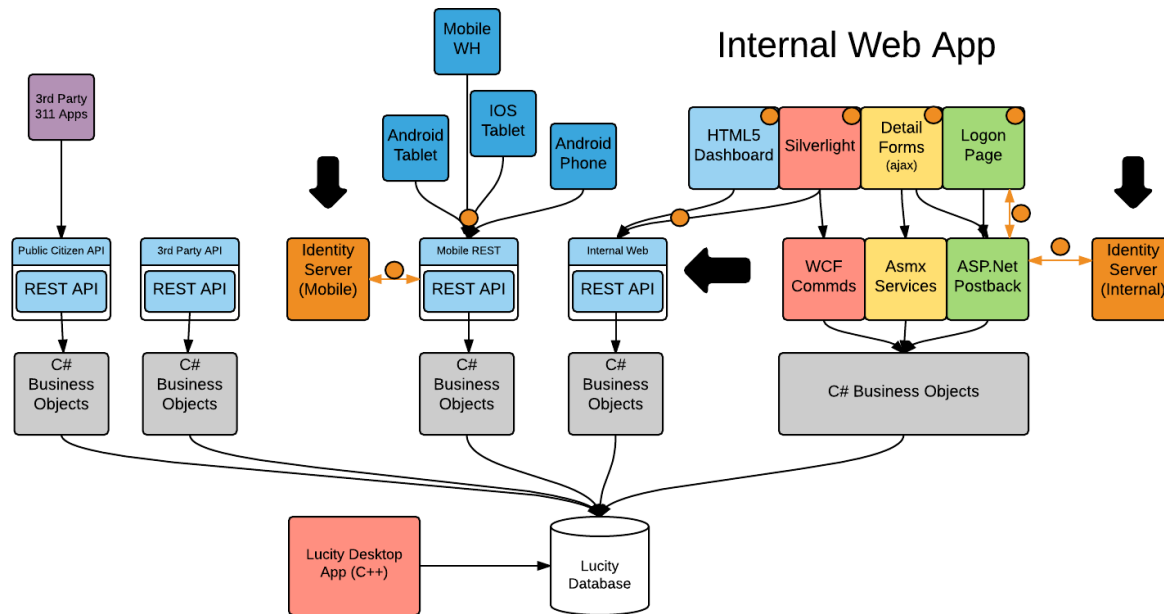 Internal Web App
Mobile
WH
3rd Party
311 Apps
Android
Tablet
IOS
Tablet
Android
Phone
HTML5
Dashboard
Silverlight
Detail
Forms
(ajax)
Logon
Page
Public Citizen API
REST API
3rd Party API
REST API
Identity
Server
(Mobile)
Mobile REST
REST API
Internal Web
REST API
WCF
Commds
Asmx
Services
ASP.Net
Postback
Identity
Server
(Internal)
C#
Business
Objects
C#
Business
Objects
C#
Business
Objects
C#
Business
Objects
C# Business Objects
Lucity Desktop
App (C++)
Lucity
Database